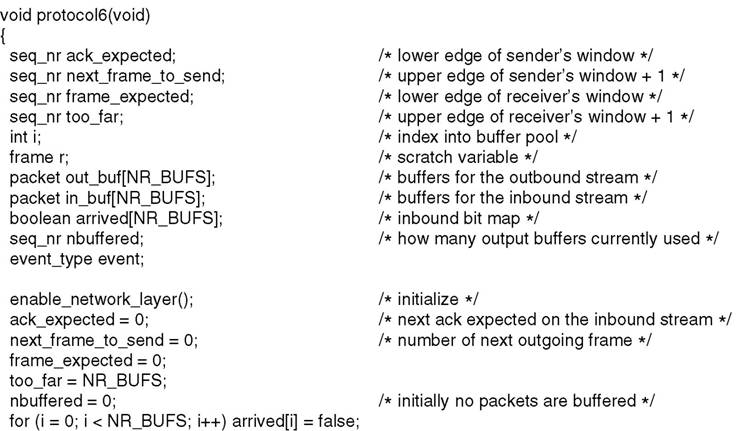 void protocol6(void)
{
seq_nr ack_expected; /* lower edge of sender's window */
seq_nr next_frame_to_send; /* upper edge of sender's window + 1 */
seq_nr frame_expected; /* lower edge of receiver's window */
seq_nr too_far; /* upper edge of receiver's window + 1 */
int i; /* index into buffer pool */
frame r; /* scratch variable */
packet out_buf[NR_BUFS]; /* buffers for the outbound stream */
packet in_buf[NR_BUFS]; /* buffers for the inbound stream */
boolean arrived[NR_BUFS]; /* inbound bit map */
seq_nr nbuffered; /* how many output buffers currently used */
event_type event;
enable_network_layer(); /* initialize */
ack_expected = 0; /* next ack expected on the inbound stream */
next_frame_to_send = 0; /* number of next outgoing frame */
frame_expected = 0;
too_far = NR_BUFS;
nbuffered = 0; /* initially no packets are buffered */
for (i = 0; i < NR_BUFS; i++) arrived[i] = false;